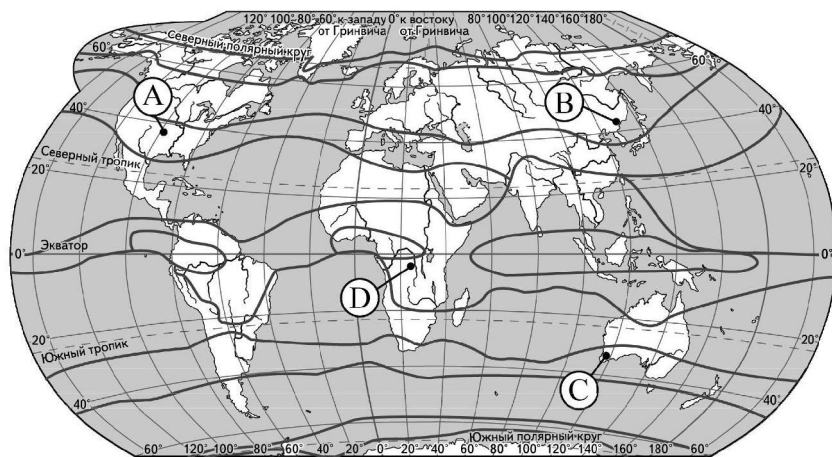 120° 100° 80° 60° к западу 0° к востоку 80° 100° 120° 140° 160° 180°
от Гринвича от Гринвича
Северный полярный круг
60° 60°
A
B
40° 40°
Северный тропик
20° 20°
Экватор
0° 0°
D
20° 20°
Южный тропик
C
40° 40°
Южный полярный круг
60° 180° 160° 140° 120° 100° 80° 60° 40° 20° 0° 20° 40° 60° 80° 100° 120° 140° 160° 180° 60°